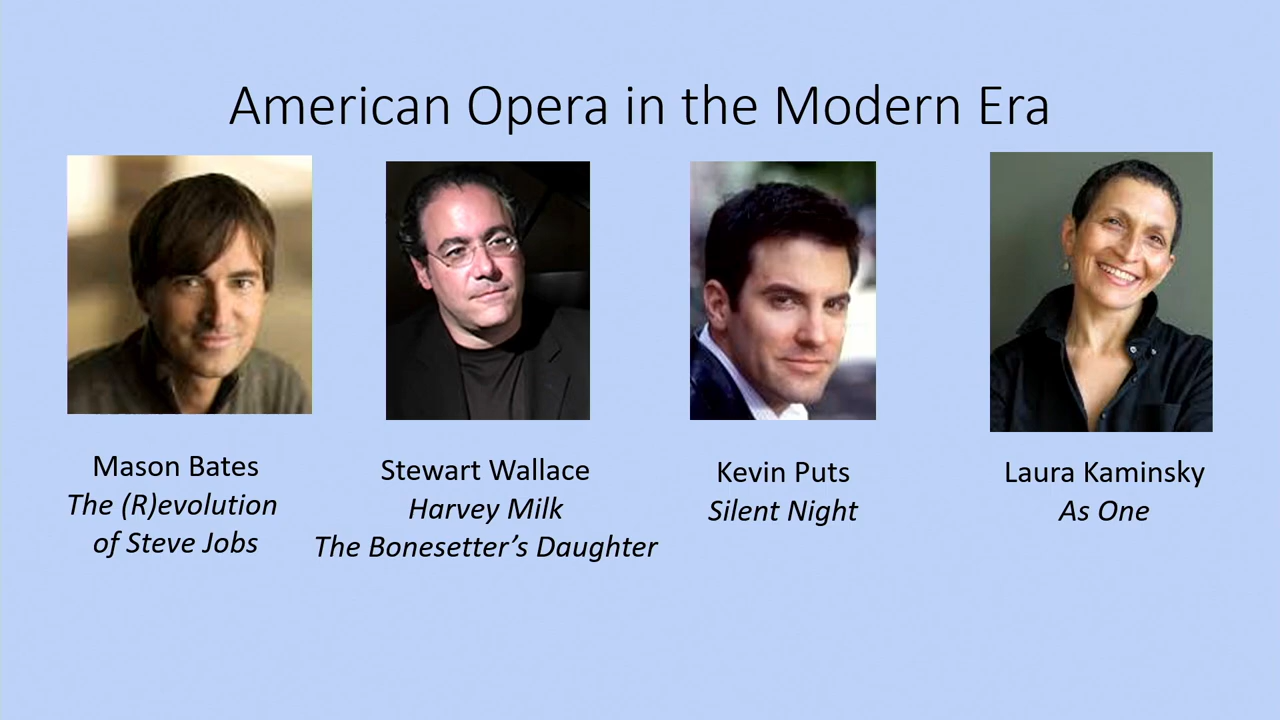 American Opera in the Modern Era
Mason Bates
The (R)evolution
of Steve Jobs
Stewart Wallace
Harvey Milk
The Bonesetter’s Daughter
Kevin Puts
Silent Night
Laura Kaminsky
As One